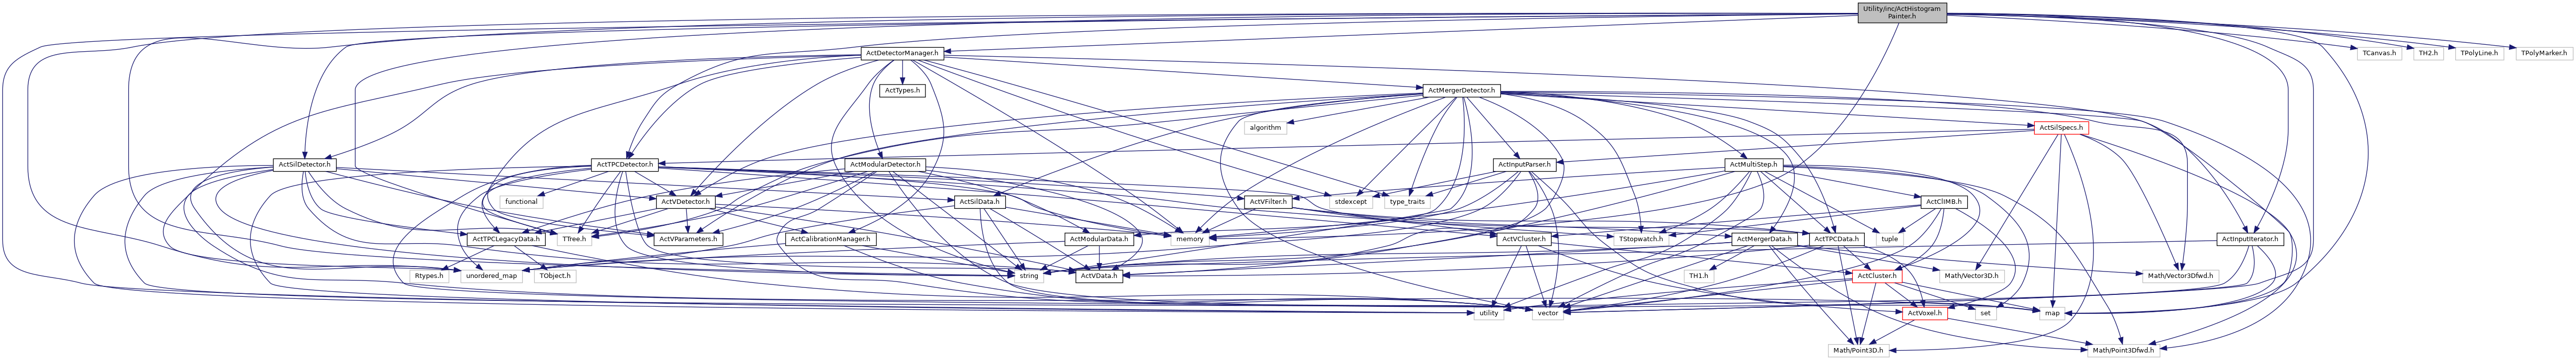 Utility/inc/ActHistogram
Painter.h
ActDetectorManager.h
TCanvas.h
TH2.h
TPolyLine.h
TPolyMarker.h
ActTypes.h
ActMergerDetector.h
algorithm
ActSilSpecs.h
ActSilDetector.h
ActTPCDetector.h
ActModularDetector.h
ActInputParser.h
ActMultiStep.h
functional
ActVDetector.h
ActSilData.h
ActVFilter.h
stdexcept
type_traits
ActClIMB.h
ActTPCLegacyData.h
TTree.h
ActVParameters.h
ActCalibrationManager.h
ActModularData.h
memory
ActVCluster.h
TStopwatch.h
ActMergerData.h
ActTPCData.h
tuple
ActInputIterator.h
Rtypes.h
unordered_map
TObject.h
string
ActVData.h
TH1.h
ActCluster.h
Math/Vector3D.h
Math/Vector3Dfwd.h
utility
vector
ActVoxel.h
set
map
Math/Point3D.h
Math/Point3Dfwd.h